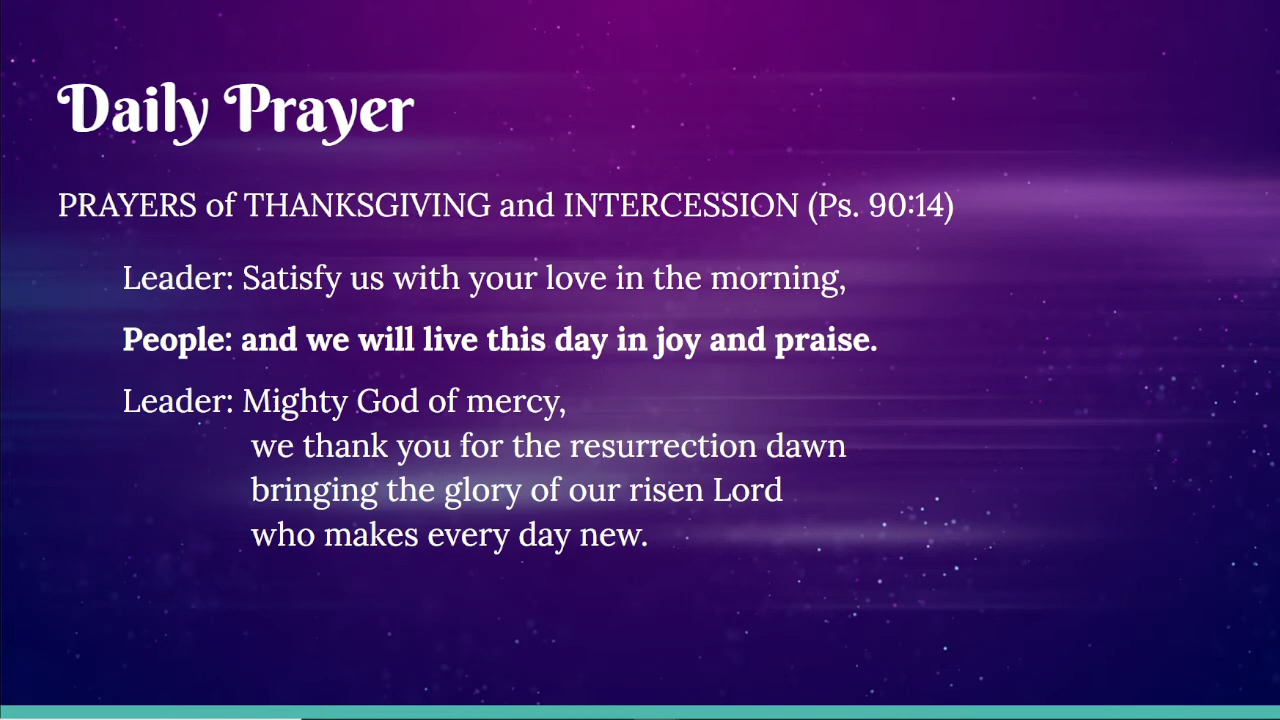 Daily Prayer
PRAYERS of THANKSGIVING and INTERCESSION (Ps. 90:14)
Leader: Satisfy us with your love in the morning,
People: and we will live this day in joy and praise.
Leader: Mighty God of mercy,
we thank you for the resurrection dawn
bringing the glory of our risen Lord
who makes every day new.